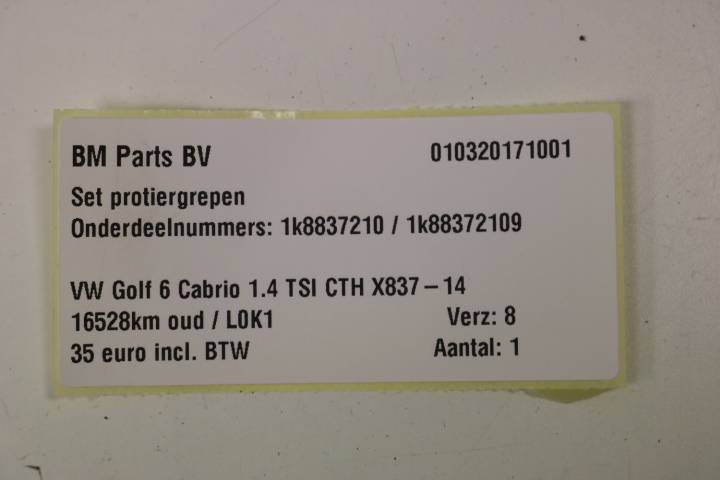 BM Parts BV 010320171001
Set protiergrepen
Onderdeelnummers: 1k8837210 / 1k88372109
VW Golf 6 Cabrio 1.4 TSI CTH X837-14
16528km oud / L0K1 Verz: 8
35 euro incl. BTW Aantal: 1